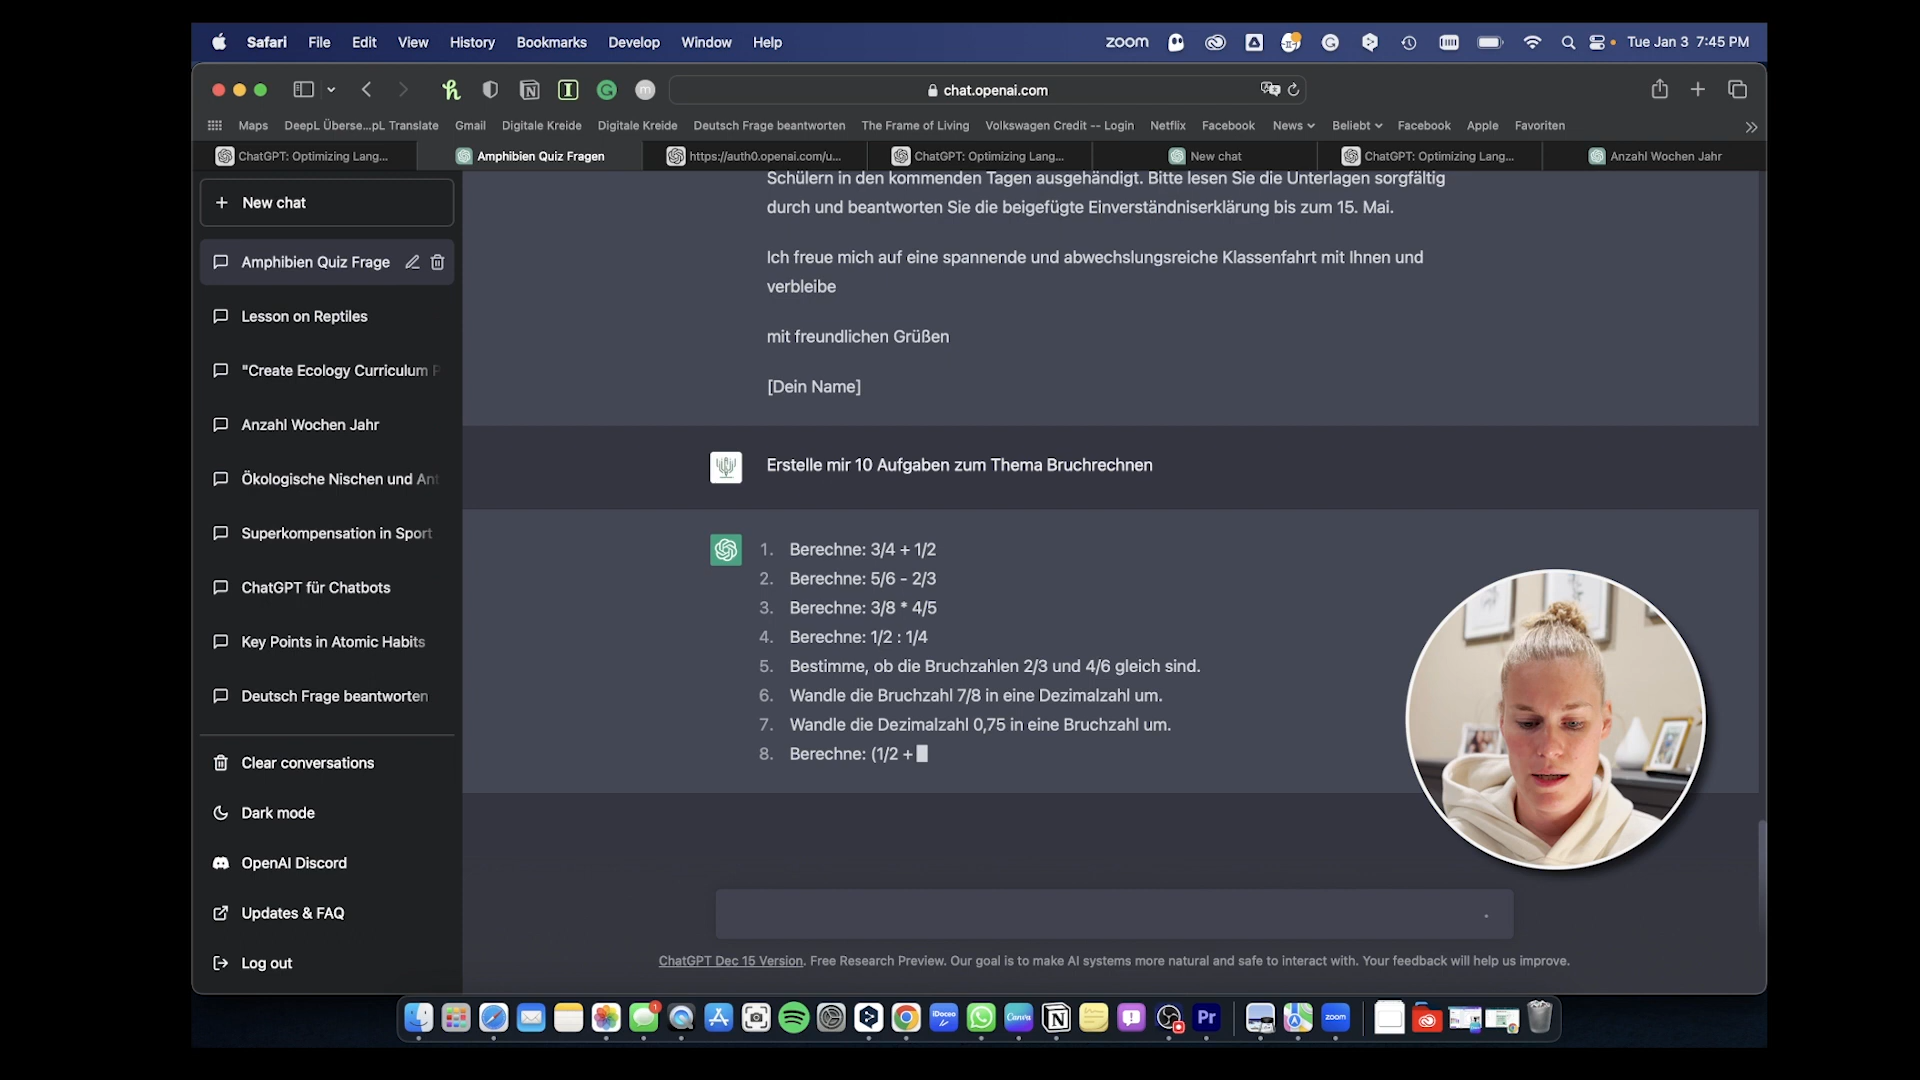 Safari File Edit View History Bookmarks Develop Window Help zoom Tue Jan 3 7:45 PM
chat.openai.com
Maps DeepL Überse...pL Translate Gmail Digitale Kreide Digitale Kreide Deutsch Frage beantworten The Frame of Living Volkswagen Credit -- Login Netflix Facebook News Beliebt Facebook Apple Favoriten
ChatGPT: Optimizing Lang... Amphibien Quiz Fragen https://auth0.openai.com/u... ChatGPT: Optimizing Lang... New chat ChatGPT: Optimizing Lang... Anzahl Wochen Jahr
New chat
Amphibien Quiz Frage
Lesson on Reptiles
"Create Ecology Curriculum P
Anzahl Wochen Jahr
Ökologische Nischen und Ant
Superkompensation in Sport
ChatGPT für Chatbots
Key Points in Atomic Habits
Deutsch Frage beantworten
Clear conversations
Dark mode
OpenAI Discord
Updates & FAQ
Log out
Schülern in den kommenden Tagen ausgehändigt. Bitte lesen Sie die Unterlagen sorgfältig
durch und beantworten Sie die beigefügte Einverständniserklärung bis zum 15. Mai.
Ich freue mich auf eine spannende und abwechslungsreiche Klassenfahrt mit Ihnen und
verbleibe
mit freundlichen Grüßen
[Dein Name]
Erstelle mir 10 Aufgaben zum Thema Bruchrechnen
1. Berechne: 3/4 + 1/2
2. Berechne: 5/6 - 2/3
3. Berechne: 3/8 * 4/5
4. Berechne: 1/2 : 1/4
5. Bestimme, ob die Bruchzahlen 2/3 und 4/6 gleich sind.
6. Wandle die Bruchzahl 7/8 in eine Dezimalzahl um.
7. Wandle die Dezimalzahl 0,75 in eine Bruchzahl um.
8. Berechne: (1/2 +
ChatGPT Dec 15 Version. Free Research Preview. Our goal is to make AI systems more natural and safe to interact with. Your feedback will help us improve.
iDoceo Canva Pr zoom